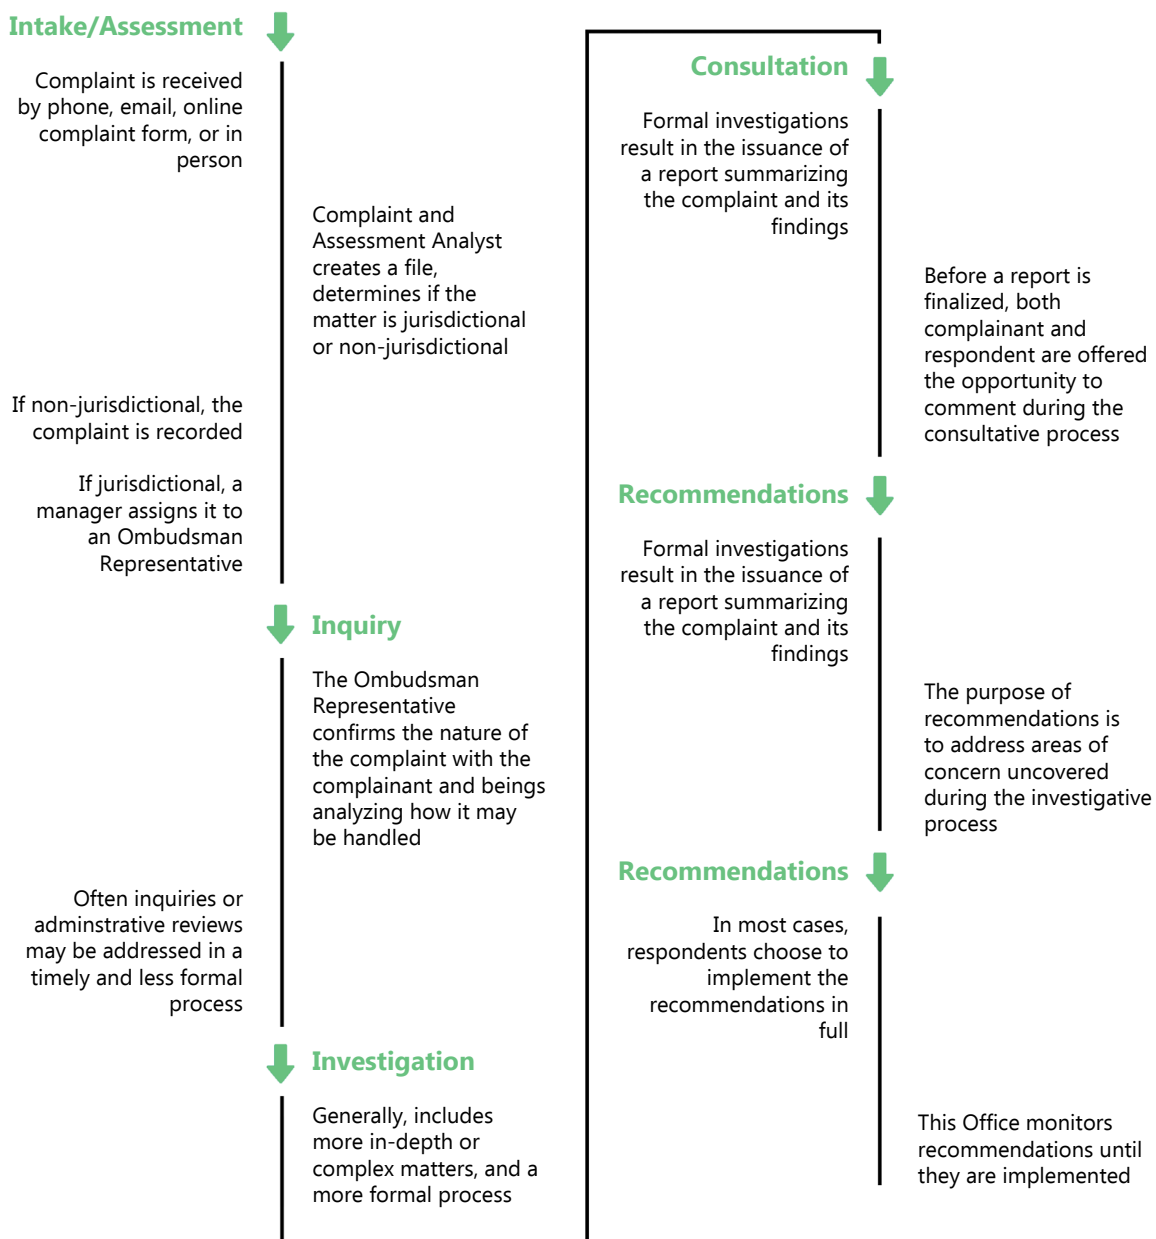 Intake/Assessment
Complaint is received
by phone, email, online
complaint form, or in
person
Complaint and
Assessment Analyst
creates a file,
determines if the
matter is jurisdictional
or non-jurisdictional
If non-jurisdictional, the
complaint is recorded
If jurisdictional, a
manager assigns it to
an Ombudsman
Representative
Inquiry
The Ombudsman
Representative
confirms the nature of
the complaint with the
complainant and beings
analyzing how it may
be handled
Often inquiries or
adminstrative reviews
may be addressed in a
timely and less formal
process
Investigation
Generally, includes
more in-depth or
complex matters, and a
more formal process
Consultation
Formal investigations
result in the issuance of
a report summarizing
the complaint and its
findings
Before a report is
finalized, both
complainant and
respondent are offered
the opportunity to
comment during the
consultative process
Recommendations
Formal investigations
result in the issuance of
a report summarizing
the complaint and its
findings
The purpose of
recommendations is
to address areas of
concern uncovered
during the investigative
process
Recommendations
In most cases,
respondents choose to
implement the
recommendations in
full
This Office monitors
recommendations until
they are implemented